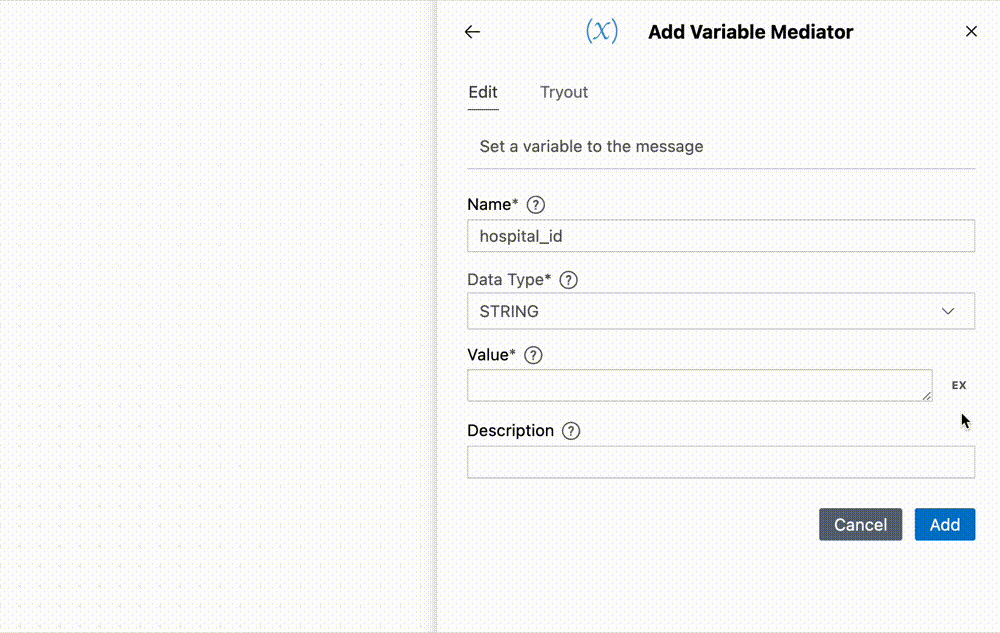 (X) Add Variable Mediator
Edit Tryout
Set a variable to the message
Name* ?
hospital_id
Data Type* ?
STRING
Value* ?
EX
Description ?
Cancel Add